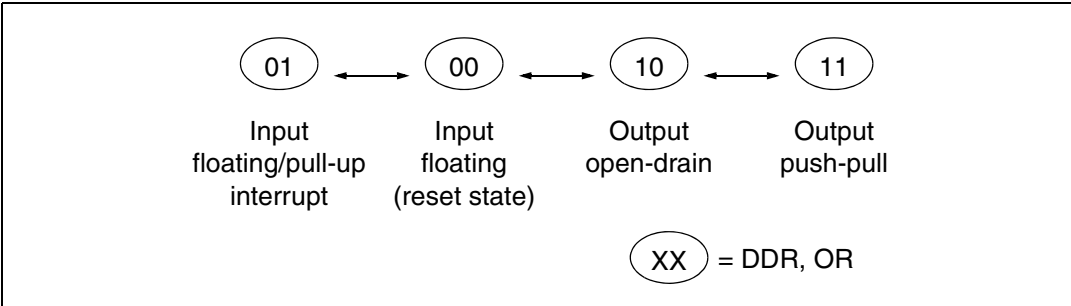 01 00 10 11
Input Input Output Output
floating/pull-up floating open-drain push-pull
interrupt (reset state)
XX = DDR, OR